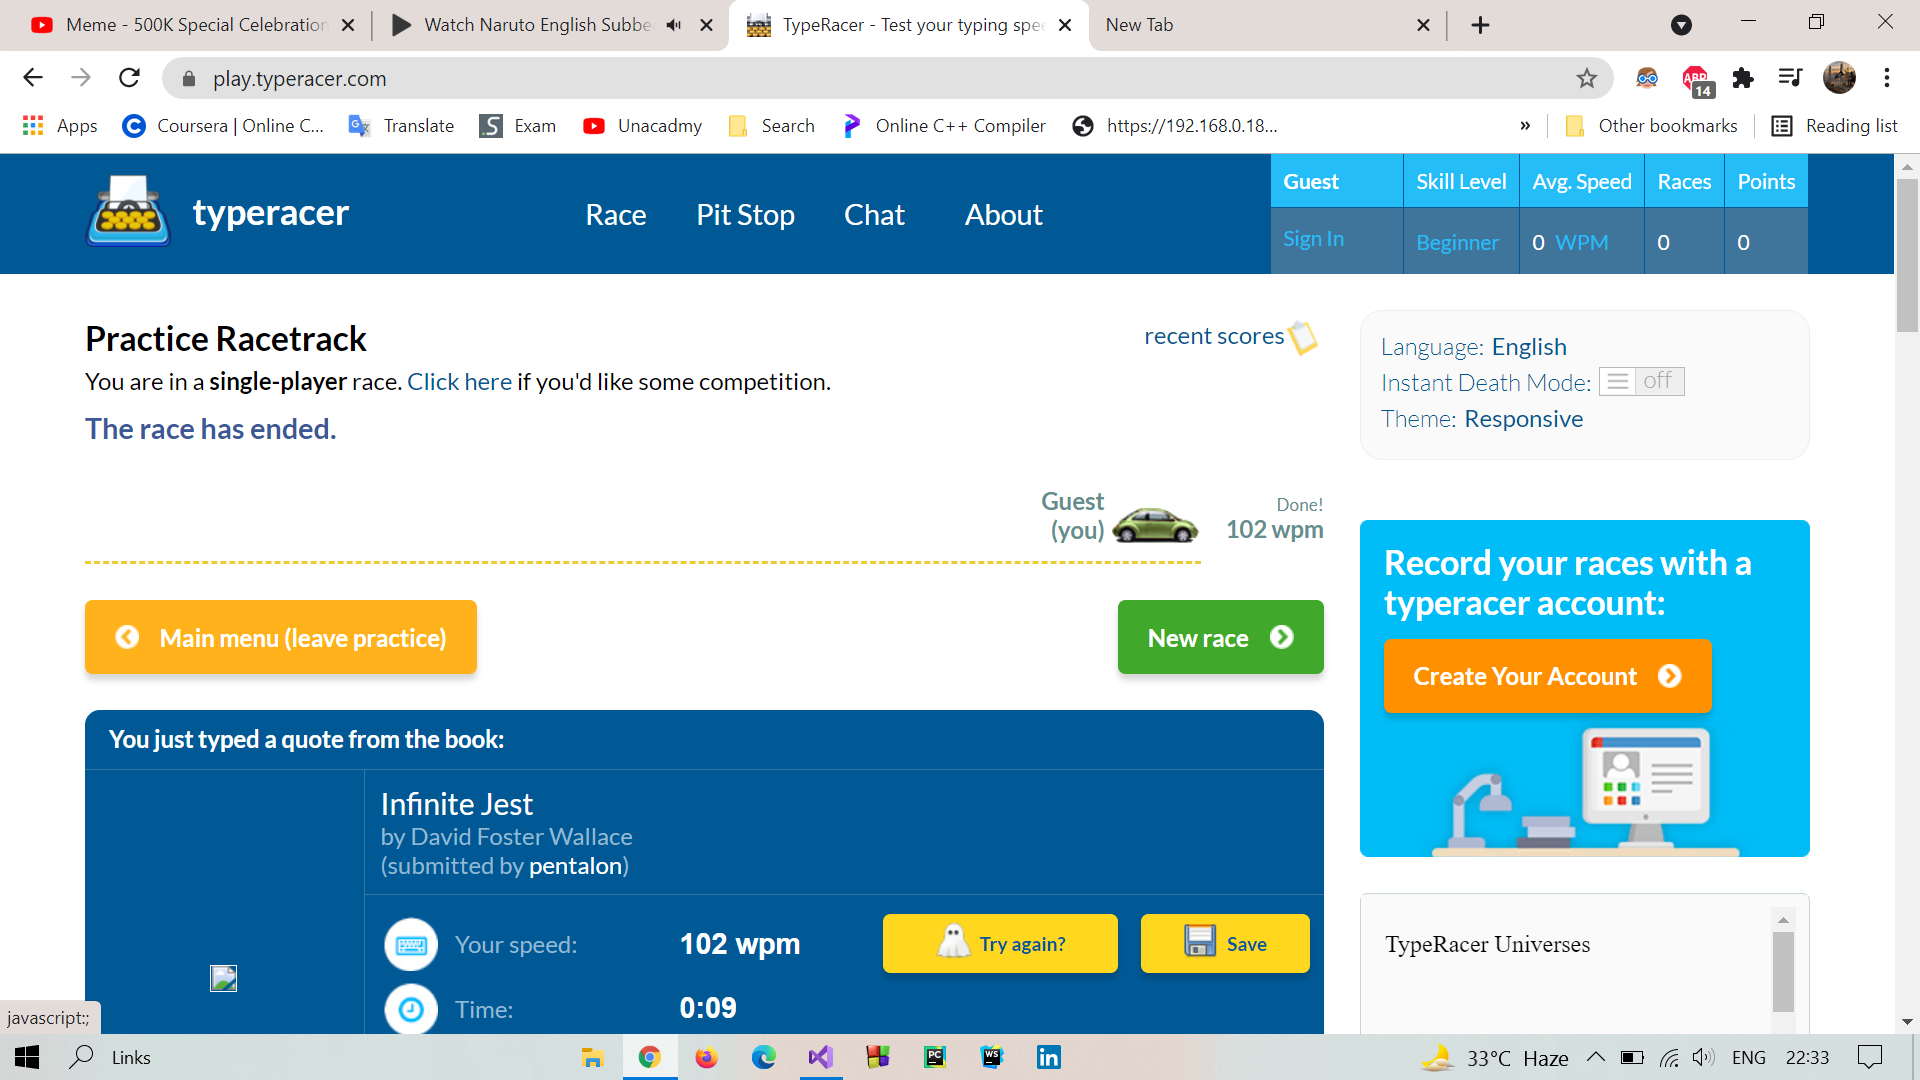 Meme - 500K Special Celebration
Watch Naruto English Subbe
TypeRacer - Test your typing spee
New Tab
play.typeracer.com
ABP
14
Apps
Coursera | Online C...
Translate
Exam
Unacadmy
Search
Online C++ Compiler
https://192.168.0.18...
»
Other bookmarks
Reading list
typeracer
Race
Pit Stop
Chat
About
Guest
Skill Level
Avg. Speed
Races
Points
Sign In
Beginner
0 WPM
0
0
Practice Racetrack
recent scores
You are in a single-player race. Click here if you'd like some competition.
The race has ended.
Language: English
Instant Death Mode: off
Theme: Responsive
Guest
(you)
Done!
102 wpm
Main menu (leave practice)
New race
Record your races with a
typeracer account:
Create Your Account
You just typed a quote from the book:
Infinite Jest
by David Foster Wallace
(submitted by pentalon)
Your speed:
102 wpm
Try again?
Save
Time:
0:09
TypeRacer Universes
javascript:;
Links
PC
WS
in
33°C Haze
ENG
22:33